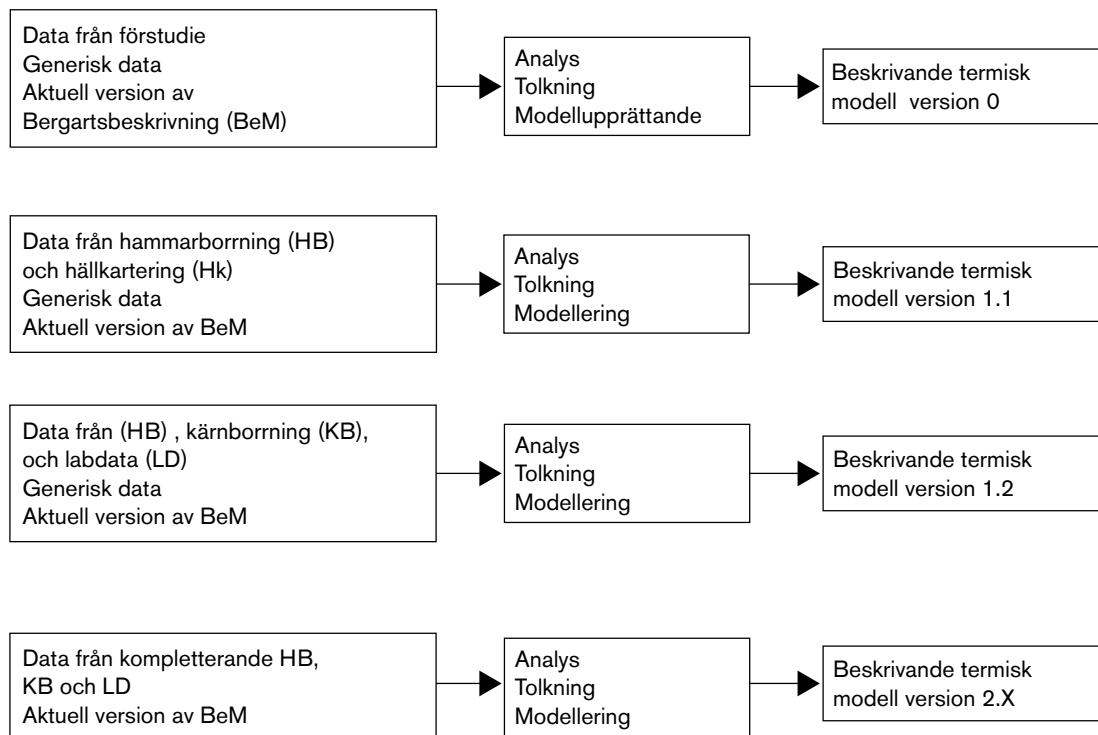 Data från förstudie
Generisk data
Aktuell version av
Bergartsbeskrivning (BeM)
Analys
Tolkning
Modellupprättande
Beskrivande termisk
modell version 0
Data från hammarborrning (HB)
och hällkartering (Hk)
Generisk data
Aktuell version av BeM
Analys
Tolkning
Modellering
Beskrivande termisk
modell version 1.1
Data från (HB) , kärnborrning (KB),
och labdata (LD)
Generisk data
Aktuell version av BeM
Analys
Tolkning
Modellering
Beskrivande termisk
modell version 1.2
Data från kompletterande HB,
KB och LD
Aktuell version av BeM
Analys
Tolkning
Modellering
Beskrivande termisk
modell version 2.X